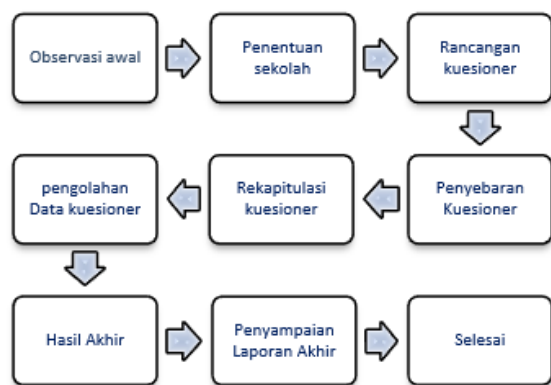 Observasi awal
Penentuan
sekolah
Rancangan
kuesioner
Penyebaran
Kuesioner
Rekapitulasi
kuesioner
pengolahan
Data kuesioner
Hasil Akhir
Penyampaian
Laporan Akhir
Selesai